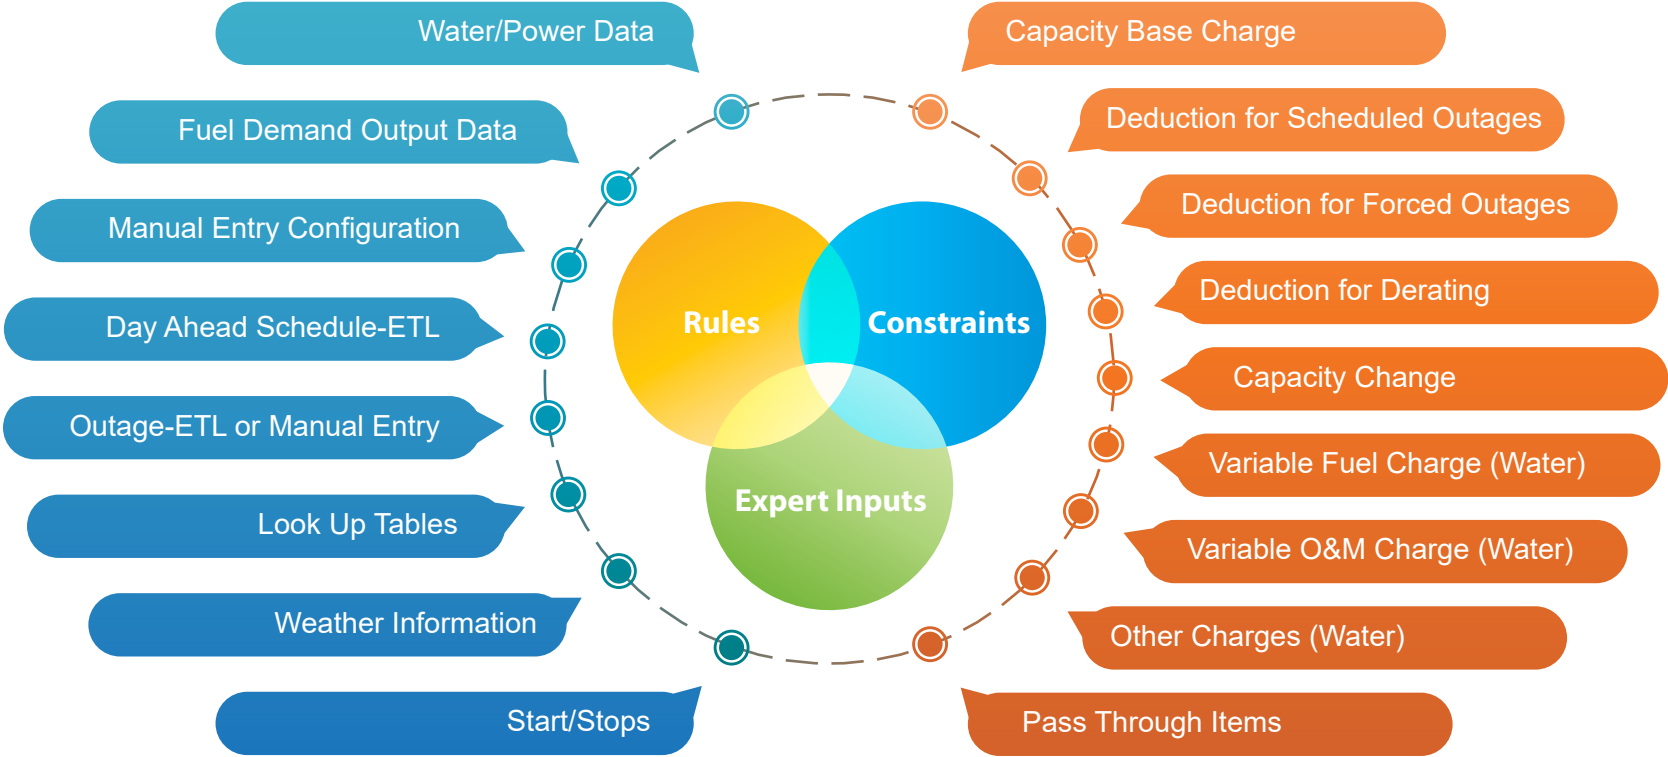 Water/Power Data
Fuel Demand Output Data
Manual Entry Configuration
Day Ahead Schedule-ETL
Outage-ETL or Manual Entry
Look Up Tables
Weather Information
Start/Stops
Rules
Constraints
Expert Inputs
Capacity Base Charge
Deduction for Scheduled Outages
Deduction for Forced Outages
Deduction for Derating
Capacity Change
Variable Fuel Charge (Water)
Variable O&M Charge (Water)
Other Charges (Water)
Pass Through Items